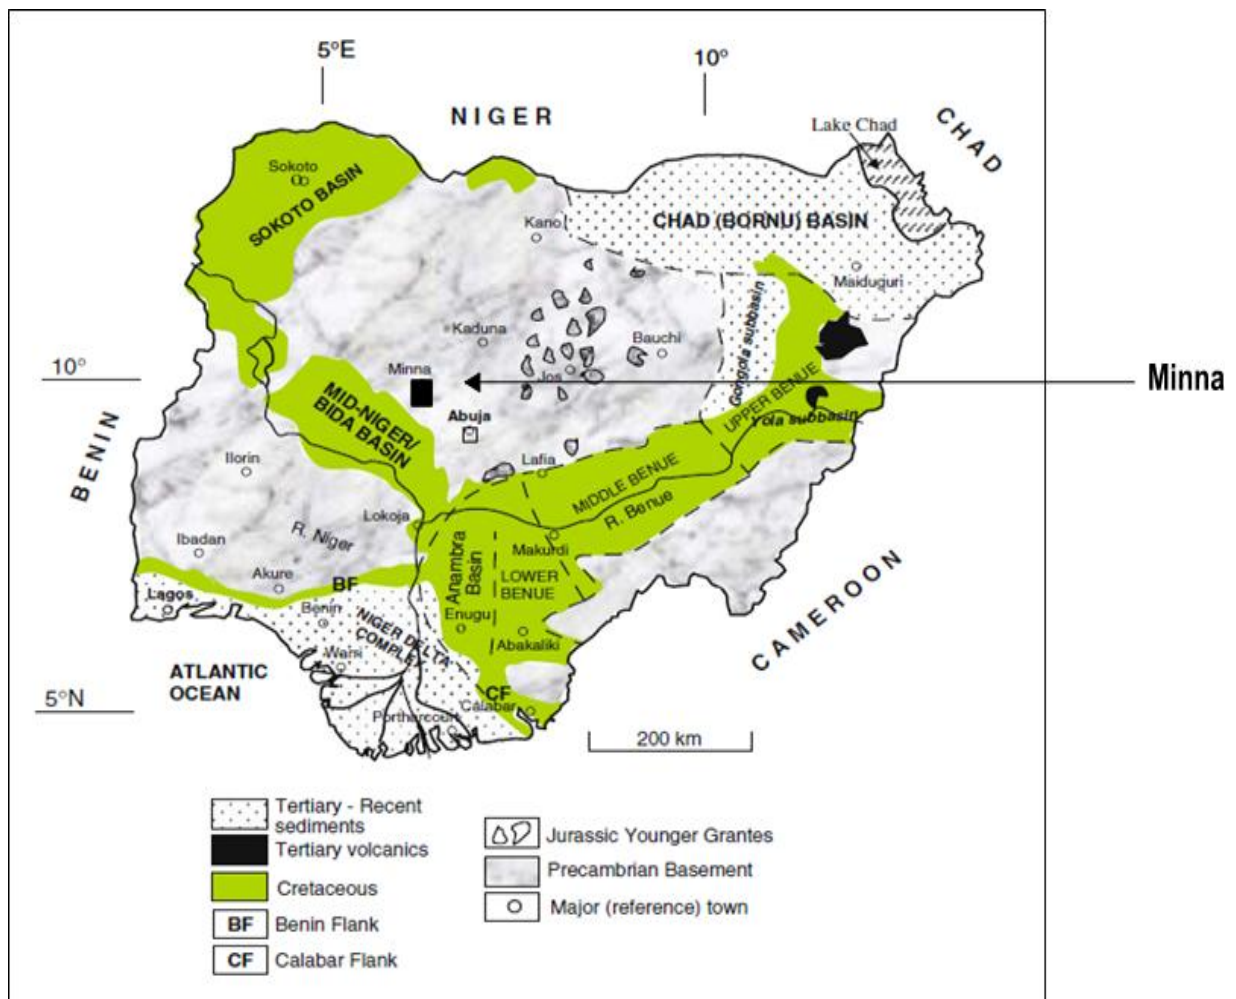 5°E
10°
NIGER
CHAD
Lake Chad
Sokoto
SOKOTO BASIN
Kano
CHAD (BORNU) BASIN
Maiduguri
Gongola subbasin
Kaduna
Bauchi
10°
Minna
Jos
Minna
MID-NIGER/
BIDA BASIN
Abuja
UPPER BENUE
Yola subbasin
BENIN
Ilorin
Lafia
MIDDLE BENUE
R. Benue
Lokoja
R. Niger
Ibadan
Makurdi
Anambra
Basin
LOWER
BENUE
Akure
BF
Lagos
Benin
Enugu
Abakaliki
NIGER DELTA
COMPLEX
Warri
CAMEROON
ATLANTIC
OCEAN
CF
Calabar
5°N
Portharcourt
200 km
Tertiary - Recent
sediments
Tertiary volcanics
Cretaceous
BF Benin Flank
CF Calabar Flank
Jurassic Younger Grantes
Precambrian Basement
Major (reference) town